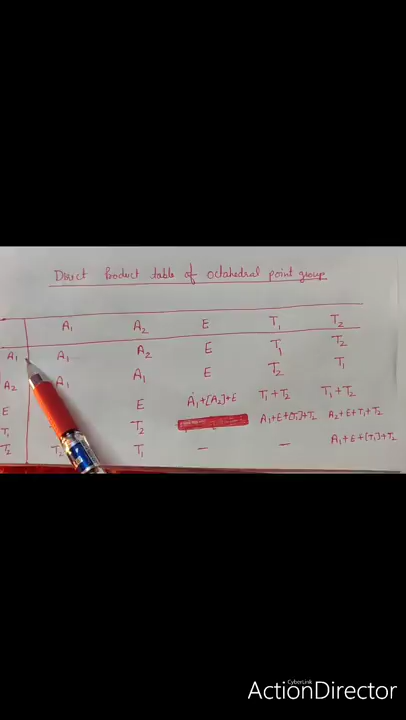 Direct Product table of octahedral point group
A₁ A₂ E T₁ T₂
A₁ A₁ A₂ E T₁ T₂
A₂ A₁ A₁ E T₂ T₁
E E A₁+[A₂]+E T₁+T₂ T₁+T₂
T₁ T₂ A₁+E+[T₁]+T₂ A₂+E+T₁+T₂
T₂ T₁ — — A₁+E+[T₁]+T₂
CyberLink
ActionDirector